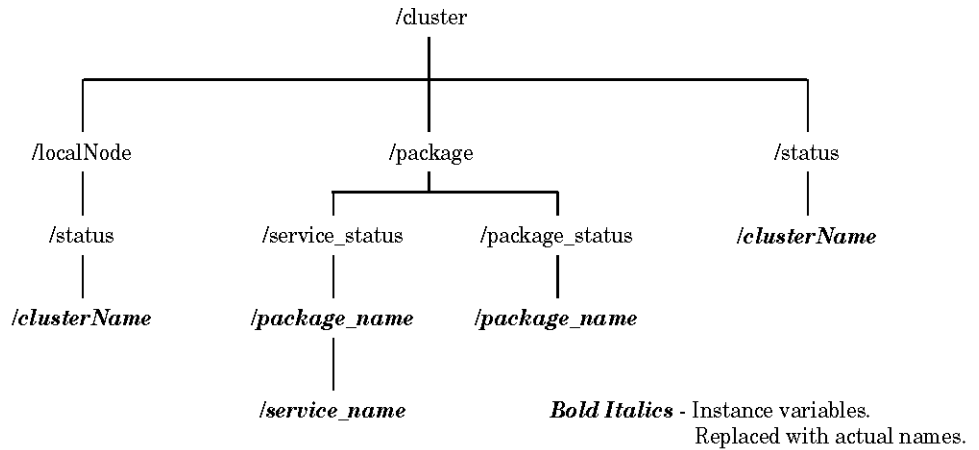 /cluster
/localNode /package /status
/status /service_status /package_status /clusterName
/clusterName /package_name /package_name
/service_name Bold Italics - Instance variables.
Replaced with actual names.